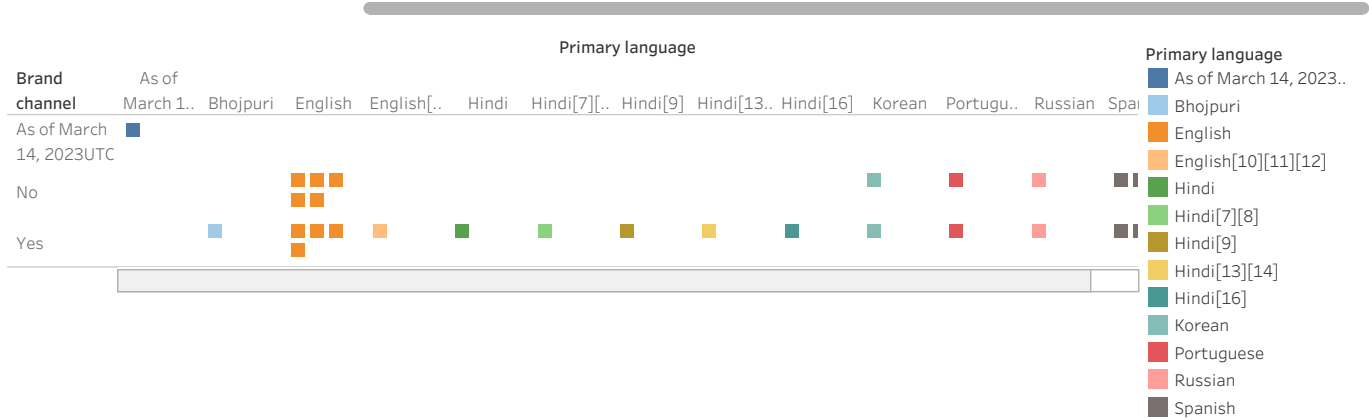 Primary language
Brand channel
As of March 1..
Bhojpuri
English
English[..
Hindi
Hindi[7][..
Hindi[9]
Hindi[13..
Hindi[16]
Korean
Portugu..
Russian
Spai
As of March
14, 2023UTC
No
Yes
Primary language
As of March 14, 2023..
Bhojpuri
English
English[10][11][12]
Hindi
Hindi[7][8]
Hindi[9]
Hindi[13][14]
Hindi[16]
Korean
Portuguese
Russian
Spanish